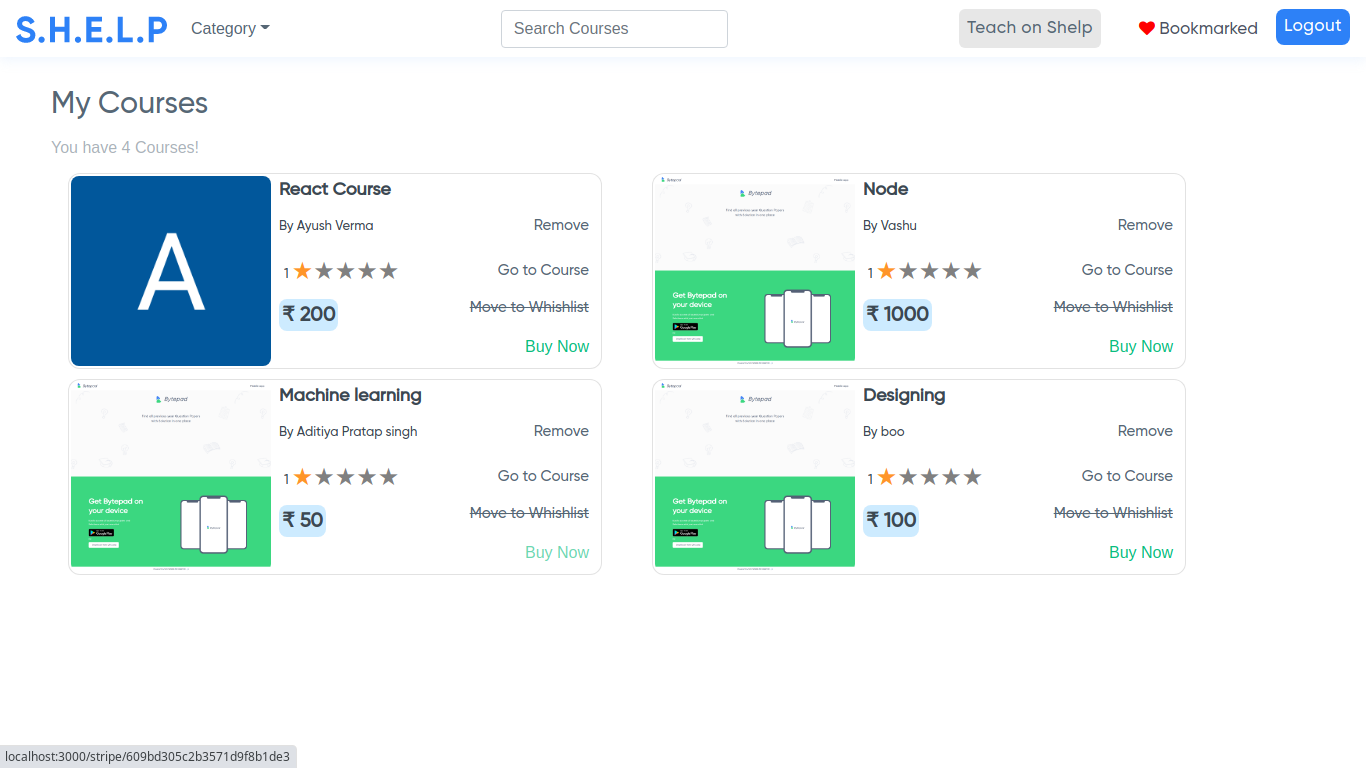 S.H.E.L.P
Category
Search Courses
Teach on Shelp
Bookmarked
Logout
My Courses
You have 4 Courses!
A
React Course
By Ayush Verma
Remove
1
Go to Course
₹ 200
Move to Whishlist
Buy Now
Bytepad
Bytepad
Get Bytepad on
your device
Node
By Vashu
Remove
1
Go to Course
₹ 1000
Move to Whishlist
Buy Now
Bytepad
Bytepad
Get Bytepad on
your device
Machine learning
By Aditiya Pratap singh
Remove
1
Go to Course
₹ 50
Move to Whishlist
Buy Now
Bytepad
Bytepad
Get Bytepad on
your device
Designing
By boo
Remove
1
Go to Course
₹ 100
Move to Whishlist
Buy Now
localhost:3000/stripe/609bd305c2b3571d9f8b1de3